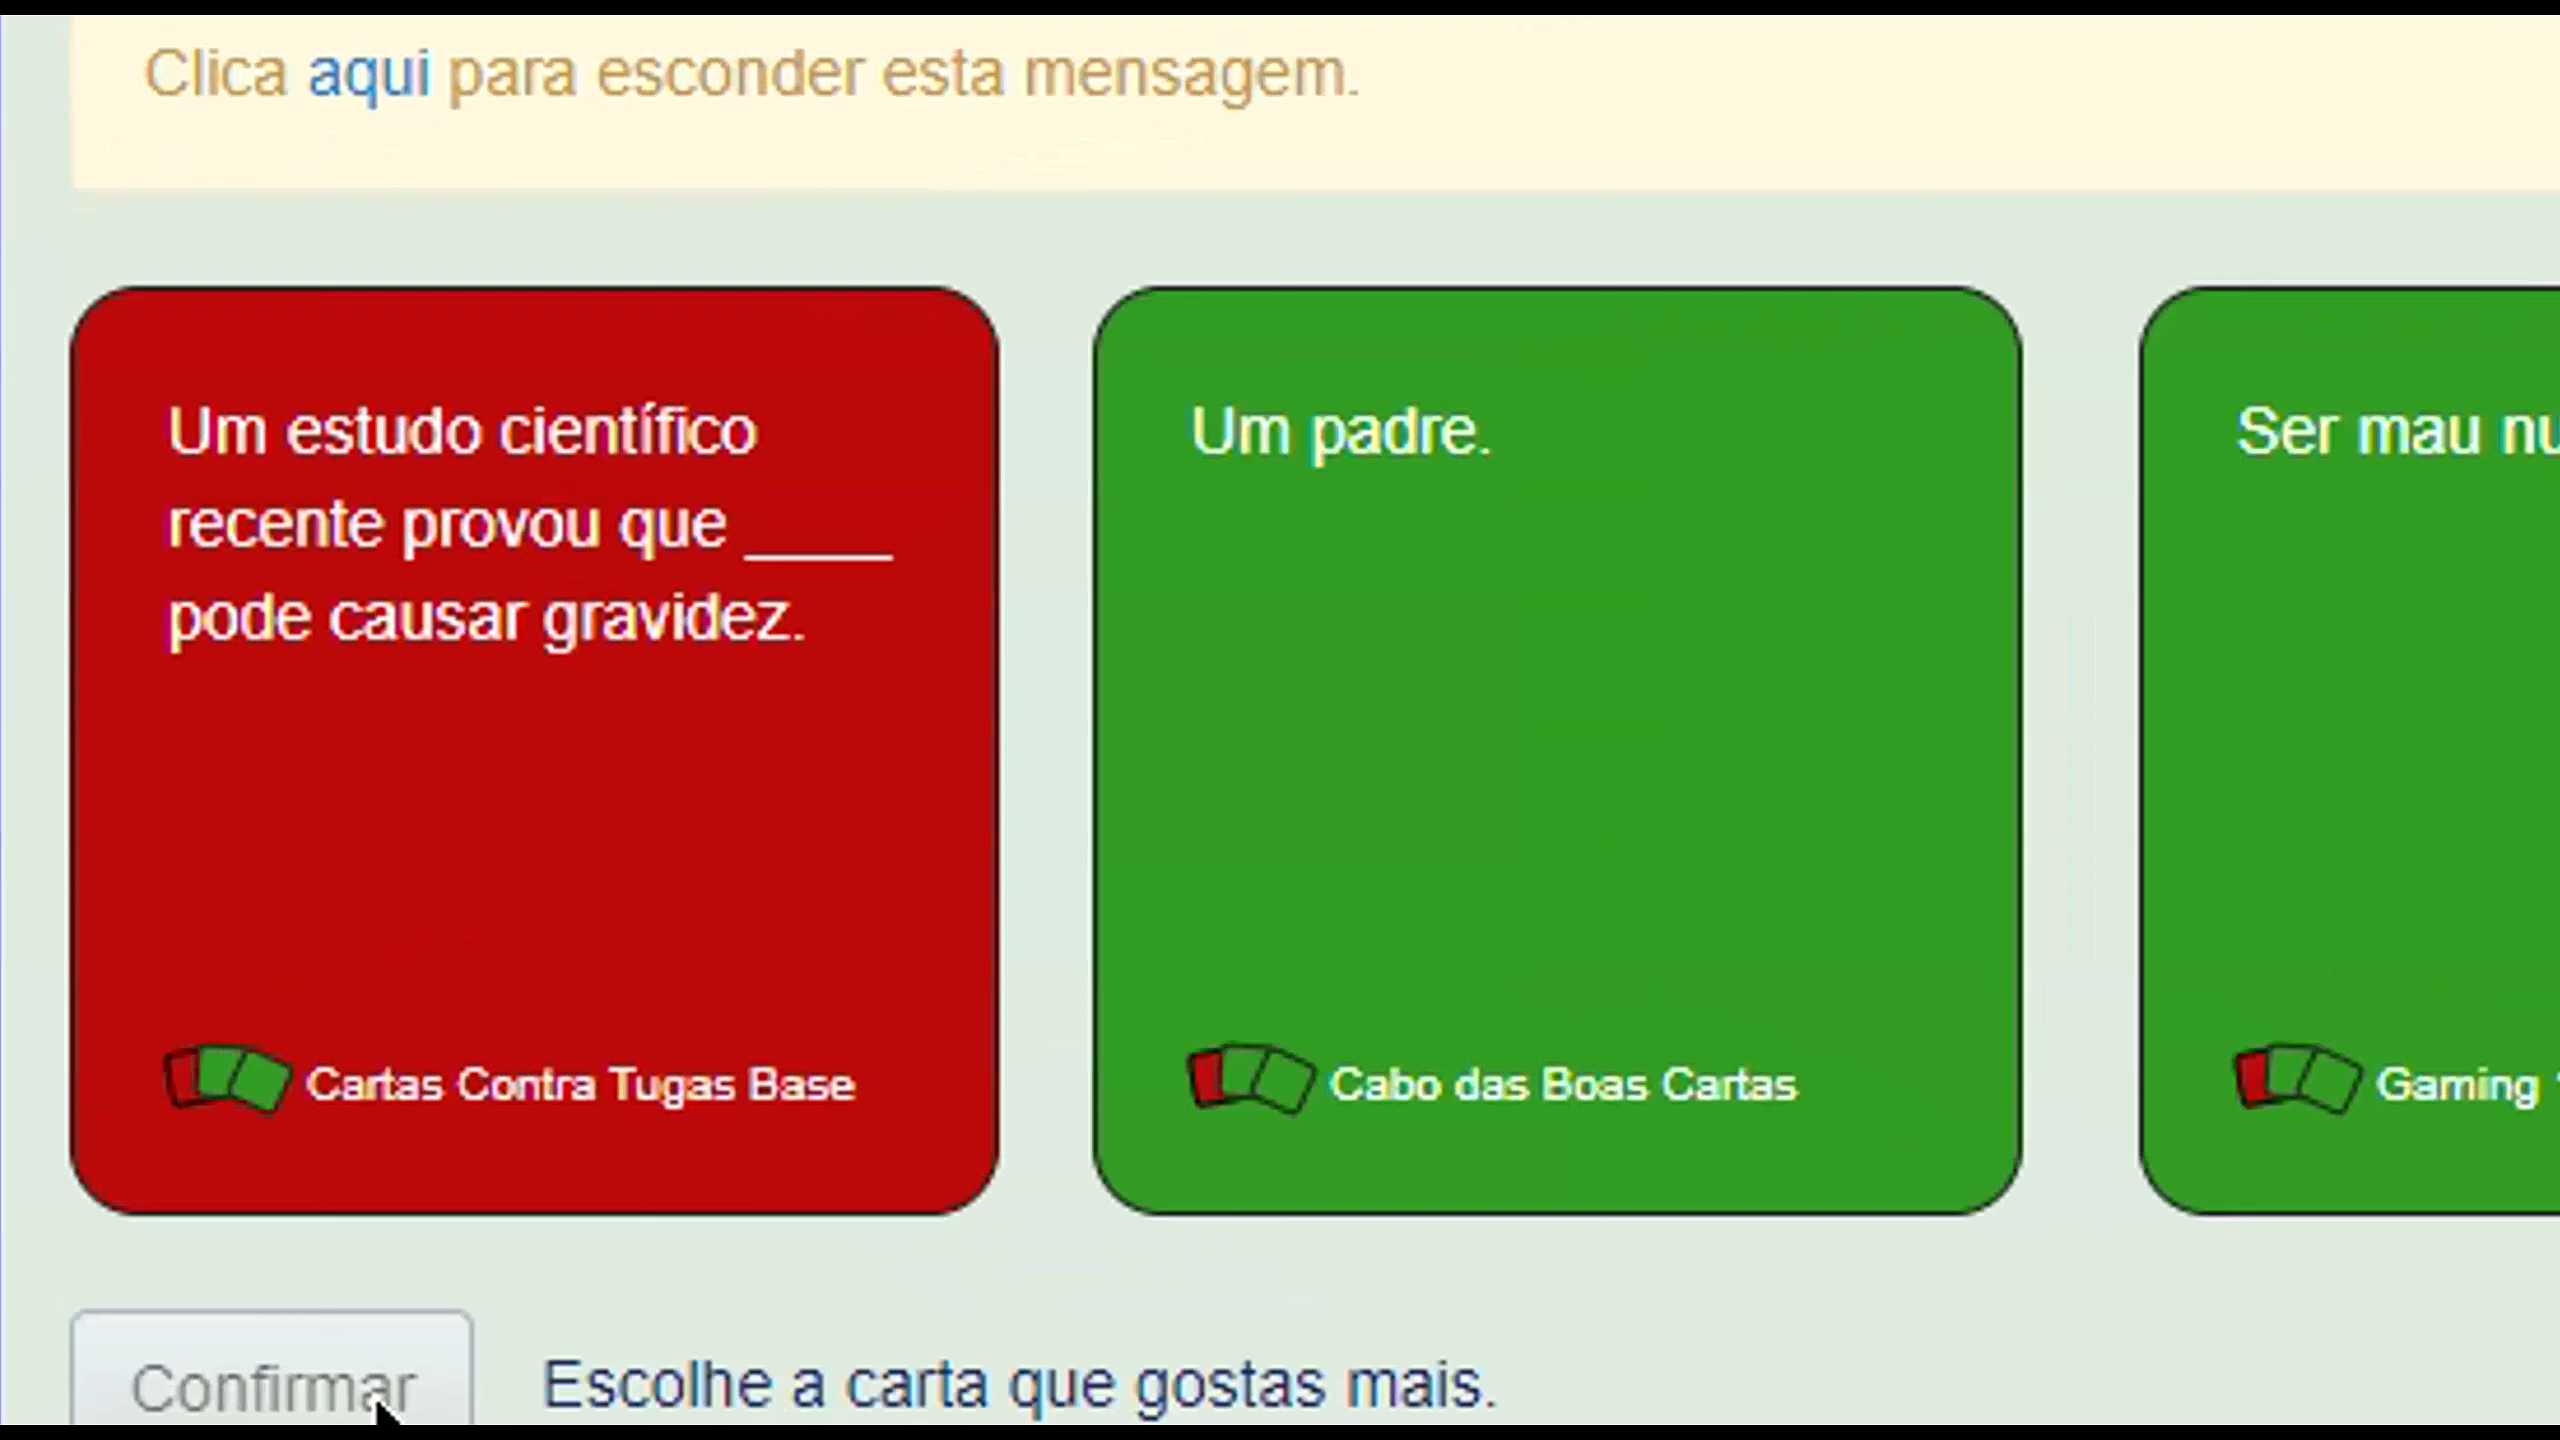 Clica aqui para esconder esta mensagem.
Um estudo científico
recente provou que ____
pode causar gravidez.
Cartas Contra Tugas Base
Um padre.
Cabo das Boas Cartas
Ser mau
Gaming
Confirmar
Escolhe a carta que gostas mais.